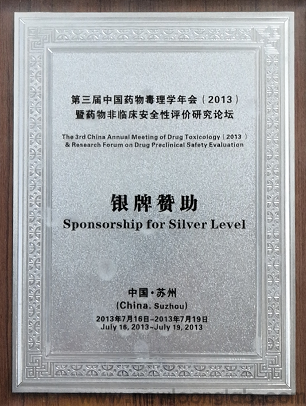 第三届中国药物毒理学年会（2013）
暨药物非临床安全性评价研究论坛
The 3rd China Annual Meeting of Drug Toxicology (2013)
& Research Forum on Drug Preclinical Safety Evaluation
银牌赞助
Sponsorship for Silver Level
中国·苏州
(China. Suzhou)
2013年7月16日-2013年7月19日
July 16, 2013-July 19, 2013